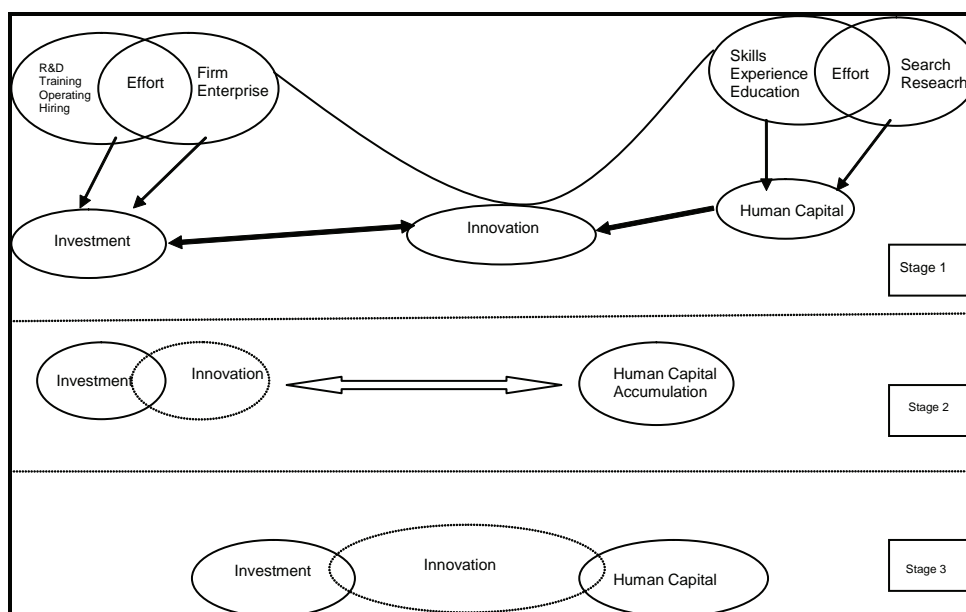 R&D
Training
Operating
Hiring
Effort
Firm
Enterprise
Skills
Experience
Education
Effort
Search
Reseacrh
Investment
Innovation
Human Capital
Stage 1
Investment
Innovation
Human Capital
Accumulation
Stage 2
Investment
Innovation
Human Capital
Stage 3